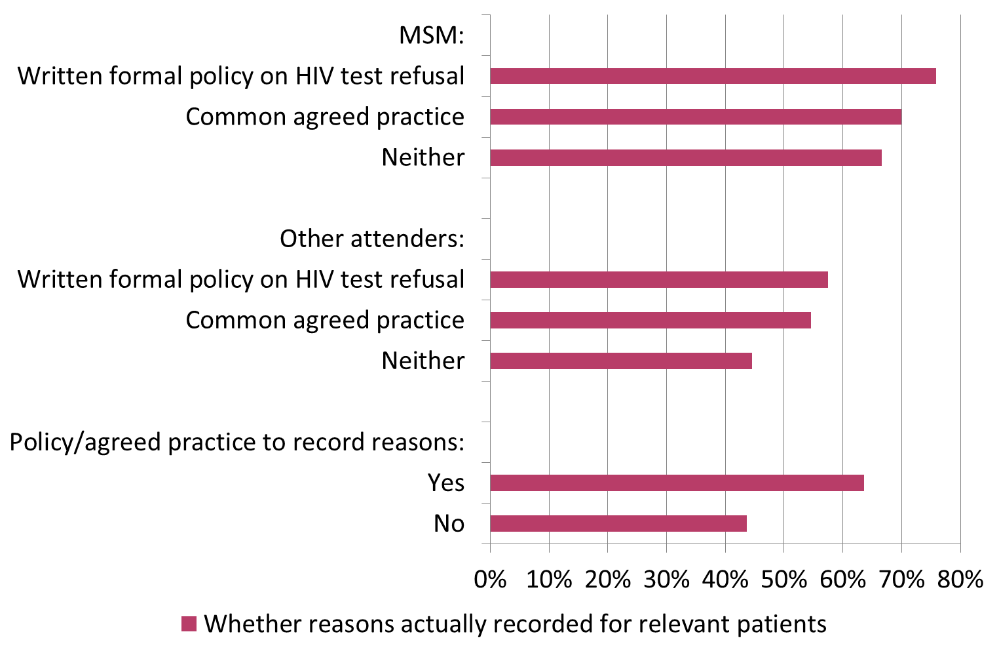 MSM:
Written formal policy on HIV test refusal
Common agreed practice
Neither
Other attenders:
Written formal policy on HIV test refusal
Common agreed practice
Neither
Policy/agreed practice to record reasons:
Yes
No
0% 10% 20% 30% 40% 50% 60% 70% 80%
Whether reasons actually recorded for relevant patients